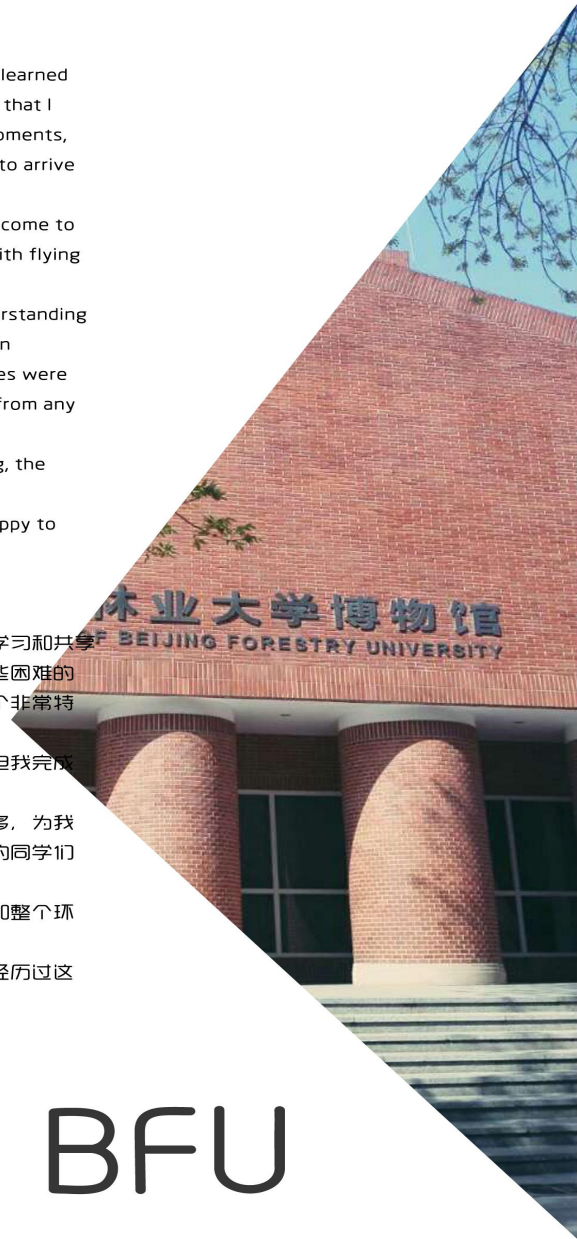 learned
that I
oments,
to arrive
come to
ith flying
rstanding
n
es were
from any
g, the
ppy to
林业大学博物馆
学习和共享
F BEIJING FORESTRY UNIVERSITY
些困难的
个非常特
但我完成
多，为我
的同学们
和整个环
经历过这
BFU